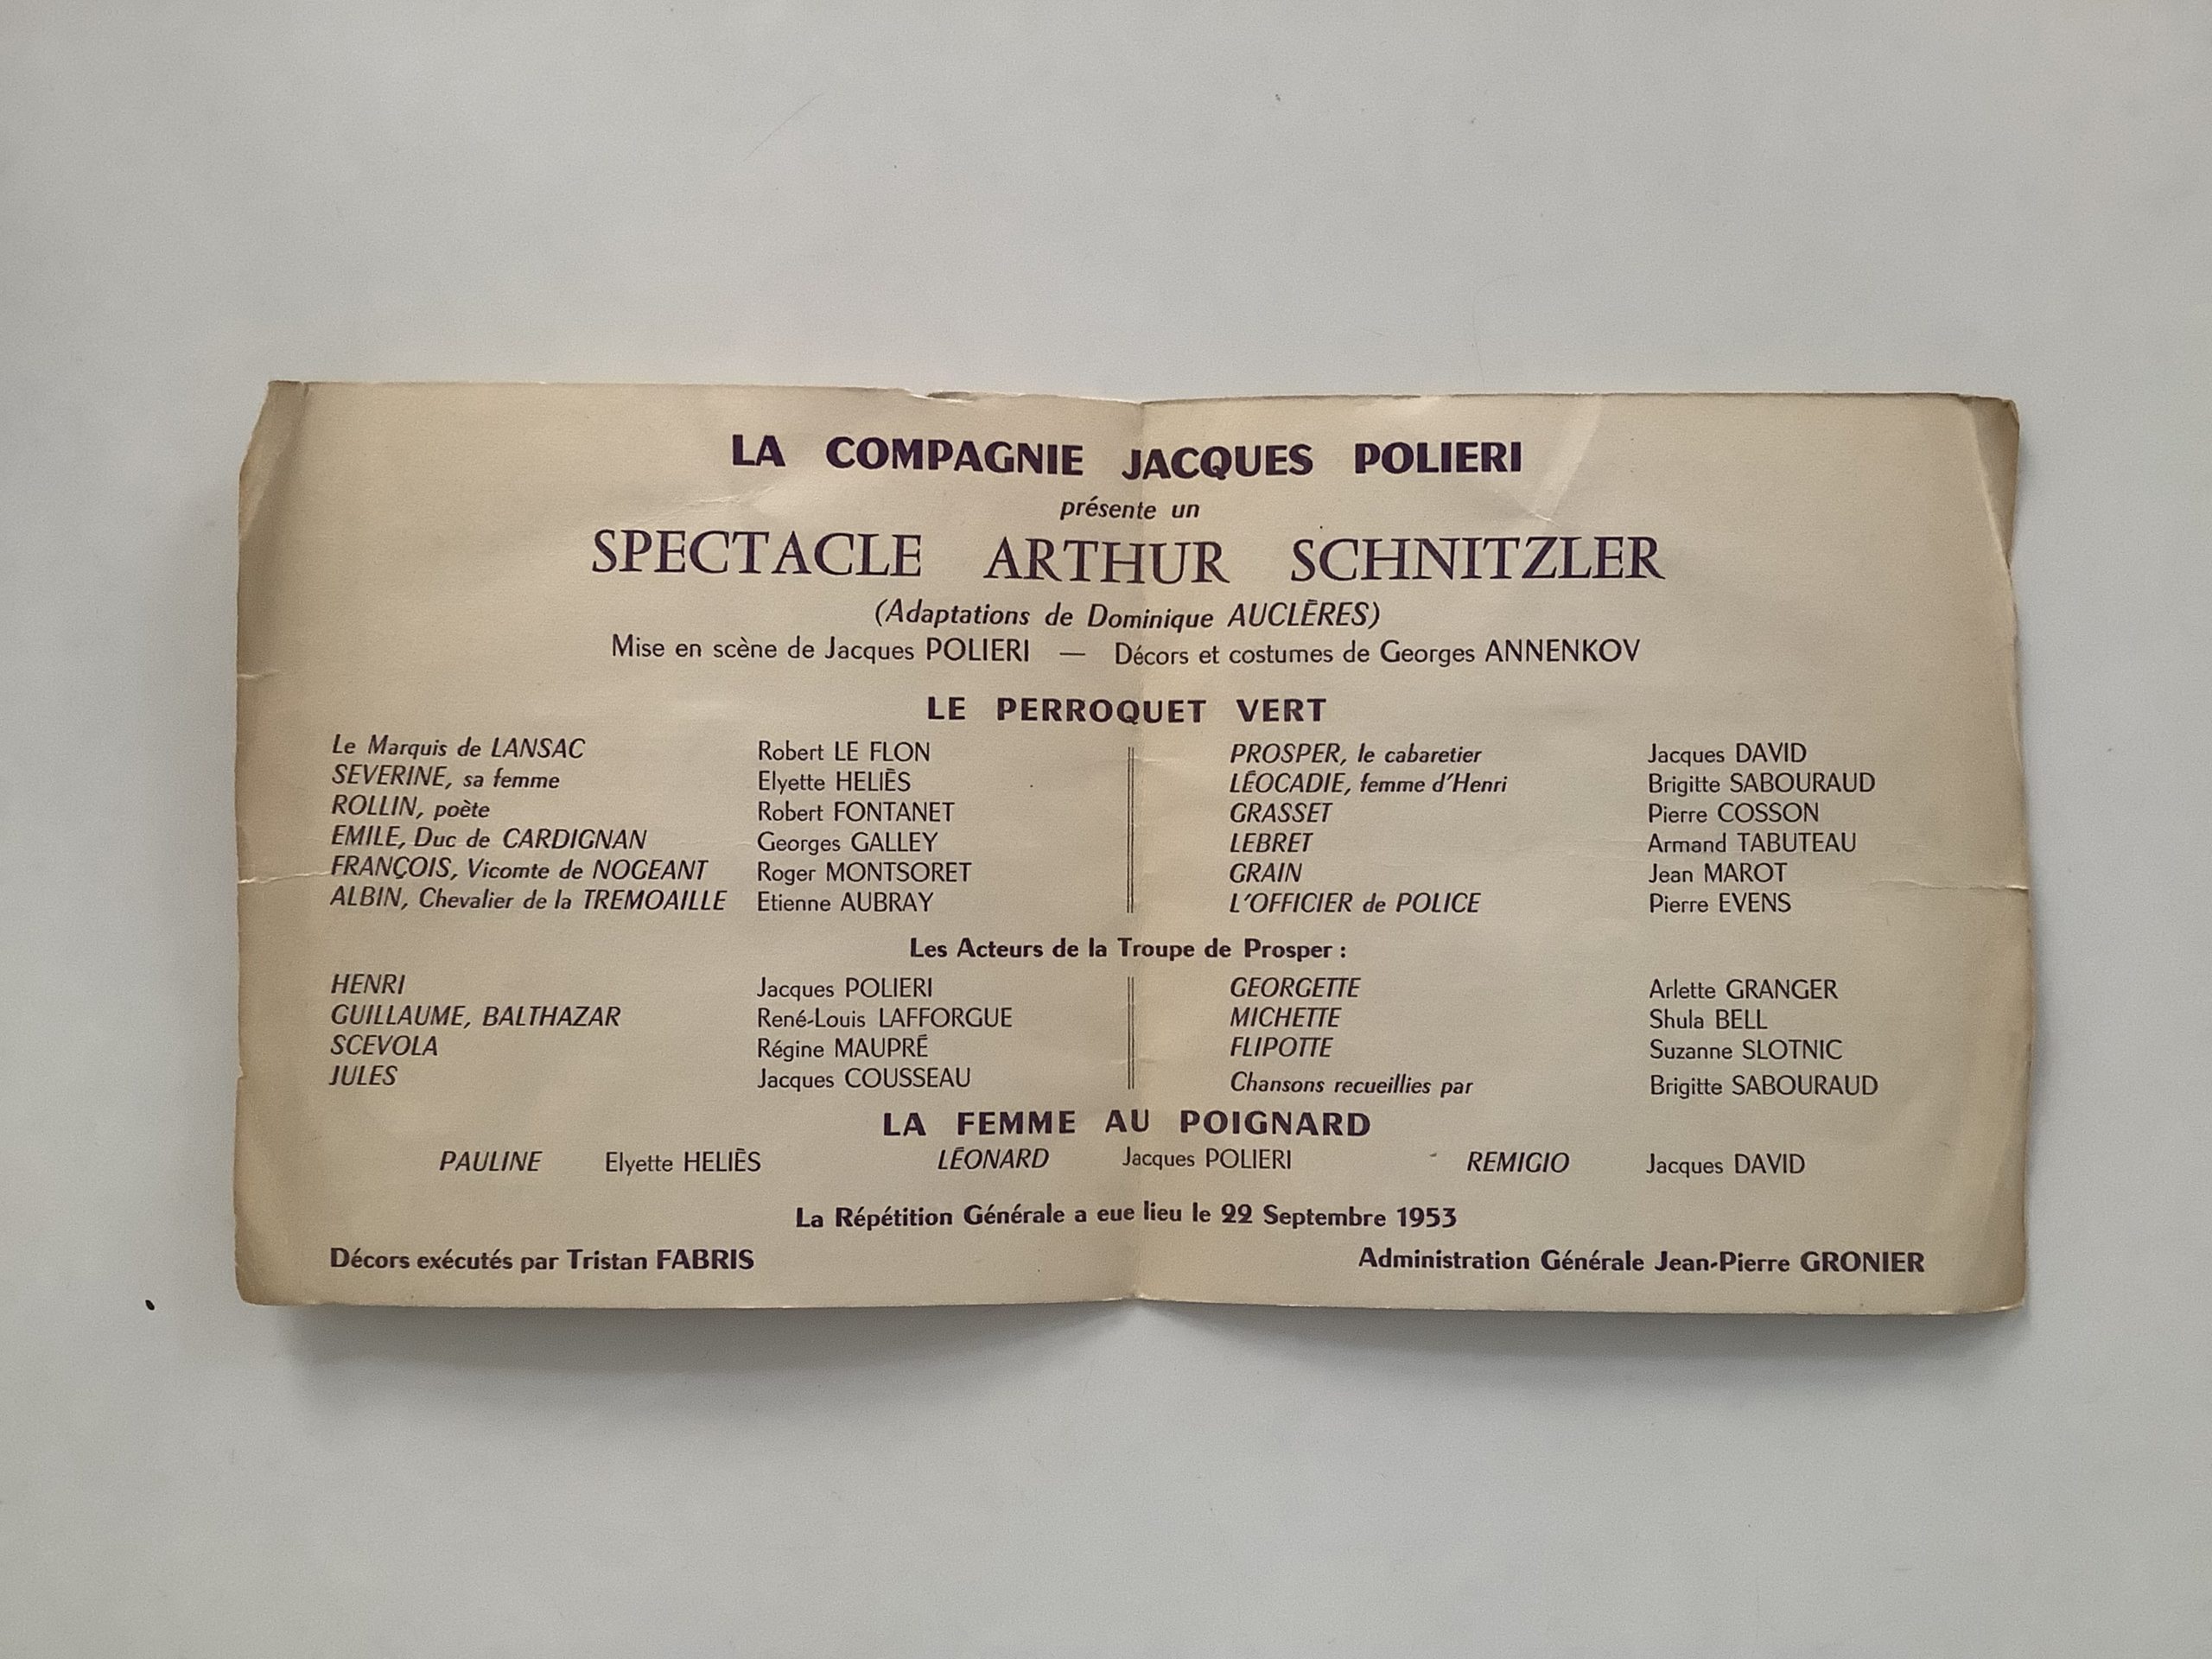 LA COMPAGNIE JACQUES POLIERI
présente un
SPECTACLE ARTHUR SCHNITZLER
(Adaptations de Dominique AUCLÈRES)
Mise en scène de Jacques POLIERI — Décors et costumes de Georges ANNENKOV
LE PERROQUET VERT
Le Marquis de LANSAC Robert LE FLON
SEVERINE, sa femme Elyette HELIÈS
ROLLIN, poète Robert FONTANET
EMILE, Duc de CARDIGNAN Georges GALLEY
FRANÇOIS, Vicomte de NOGEANT Roger MONTSORET
ALBIN, Chevalier de la TREMOAILLE Etienne AUBRAY
PROSPER, le cabaretier Jacques DAVID
LÉOCADIE, femme d'Henri Brigitte SABOURAUD
GRASSET Pierre COSSON
LEBRET Armand TABUTEAU
GRAIN Jean MAROT
L'OFFICIER de POLICE Pierre EVENS
Les Acteurs de la Troupe de Prosper :
HENRI Jacques POLIERI
GUILLAUME, BALTHAZAR René-Louis LAFFORGUE
SCEVOLA Régine MAUPRÉ
JULES Jacques COUSSEAU
GEORGETTE Arlette GRANGER
MICHETTE Shula BELL
FLIPOTTE Suzanne SLOTNIC
Chansons recueillies par Brigitte SABOURAUD
LA FEMME AU POIGNARD
PAULINE Elyette HELIÈS LÉONARD Jacques POLIERI REMIGIO Jacques DAVID
La Répétition Générale a eue lieu le 22 Septembre 1953
Décors exécutés par Tristan FABRIS Administration Générale Jean-Pierre GRONIER